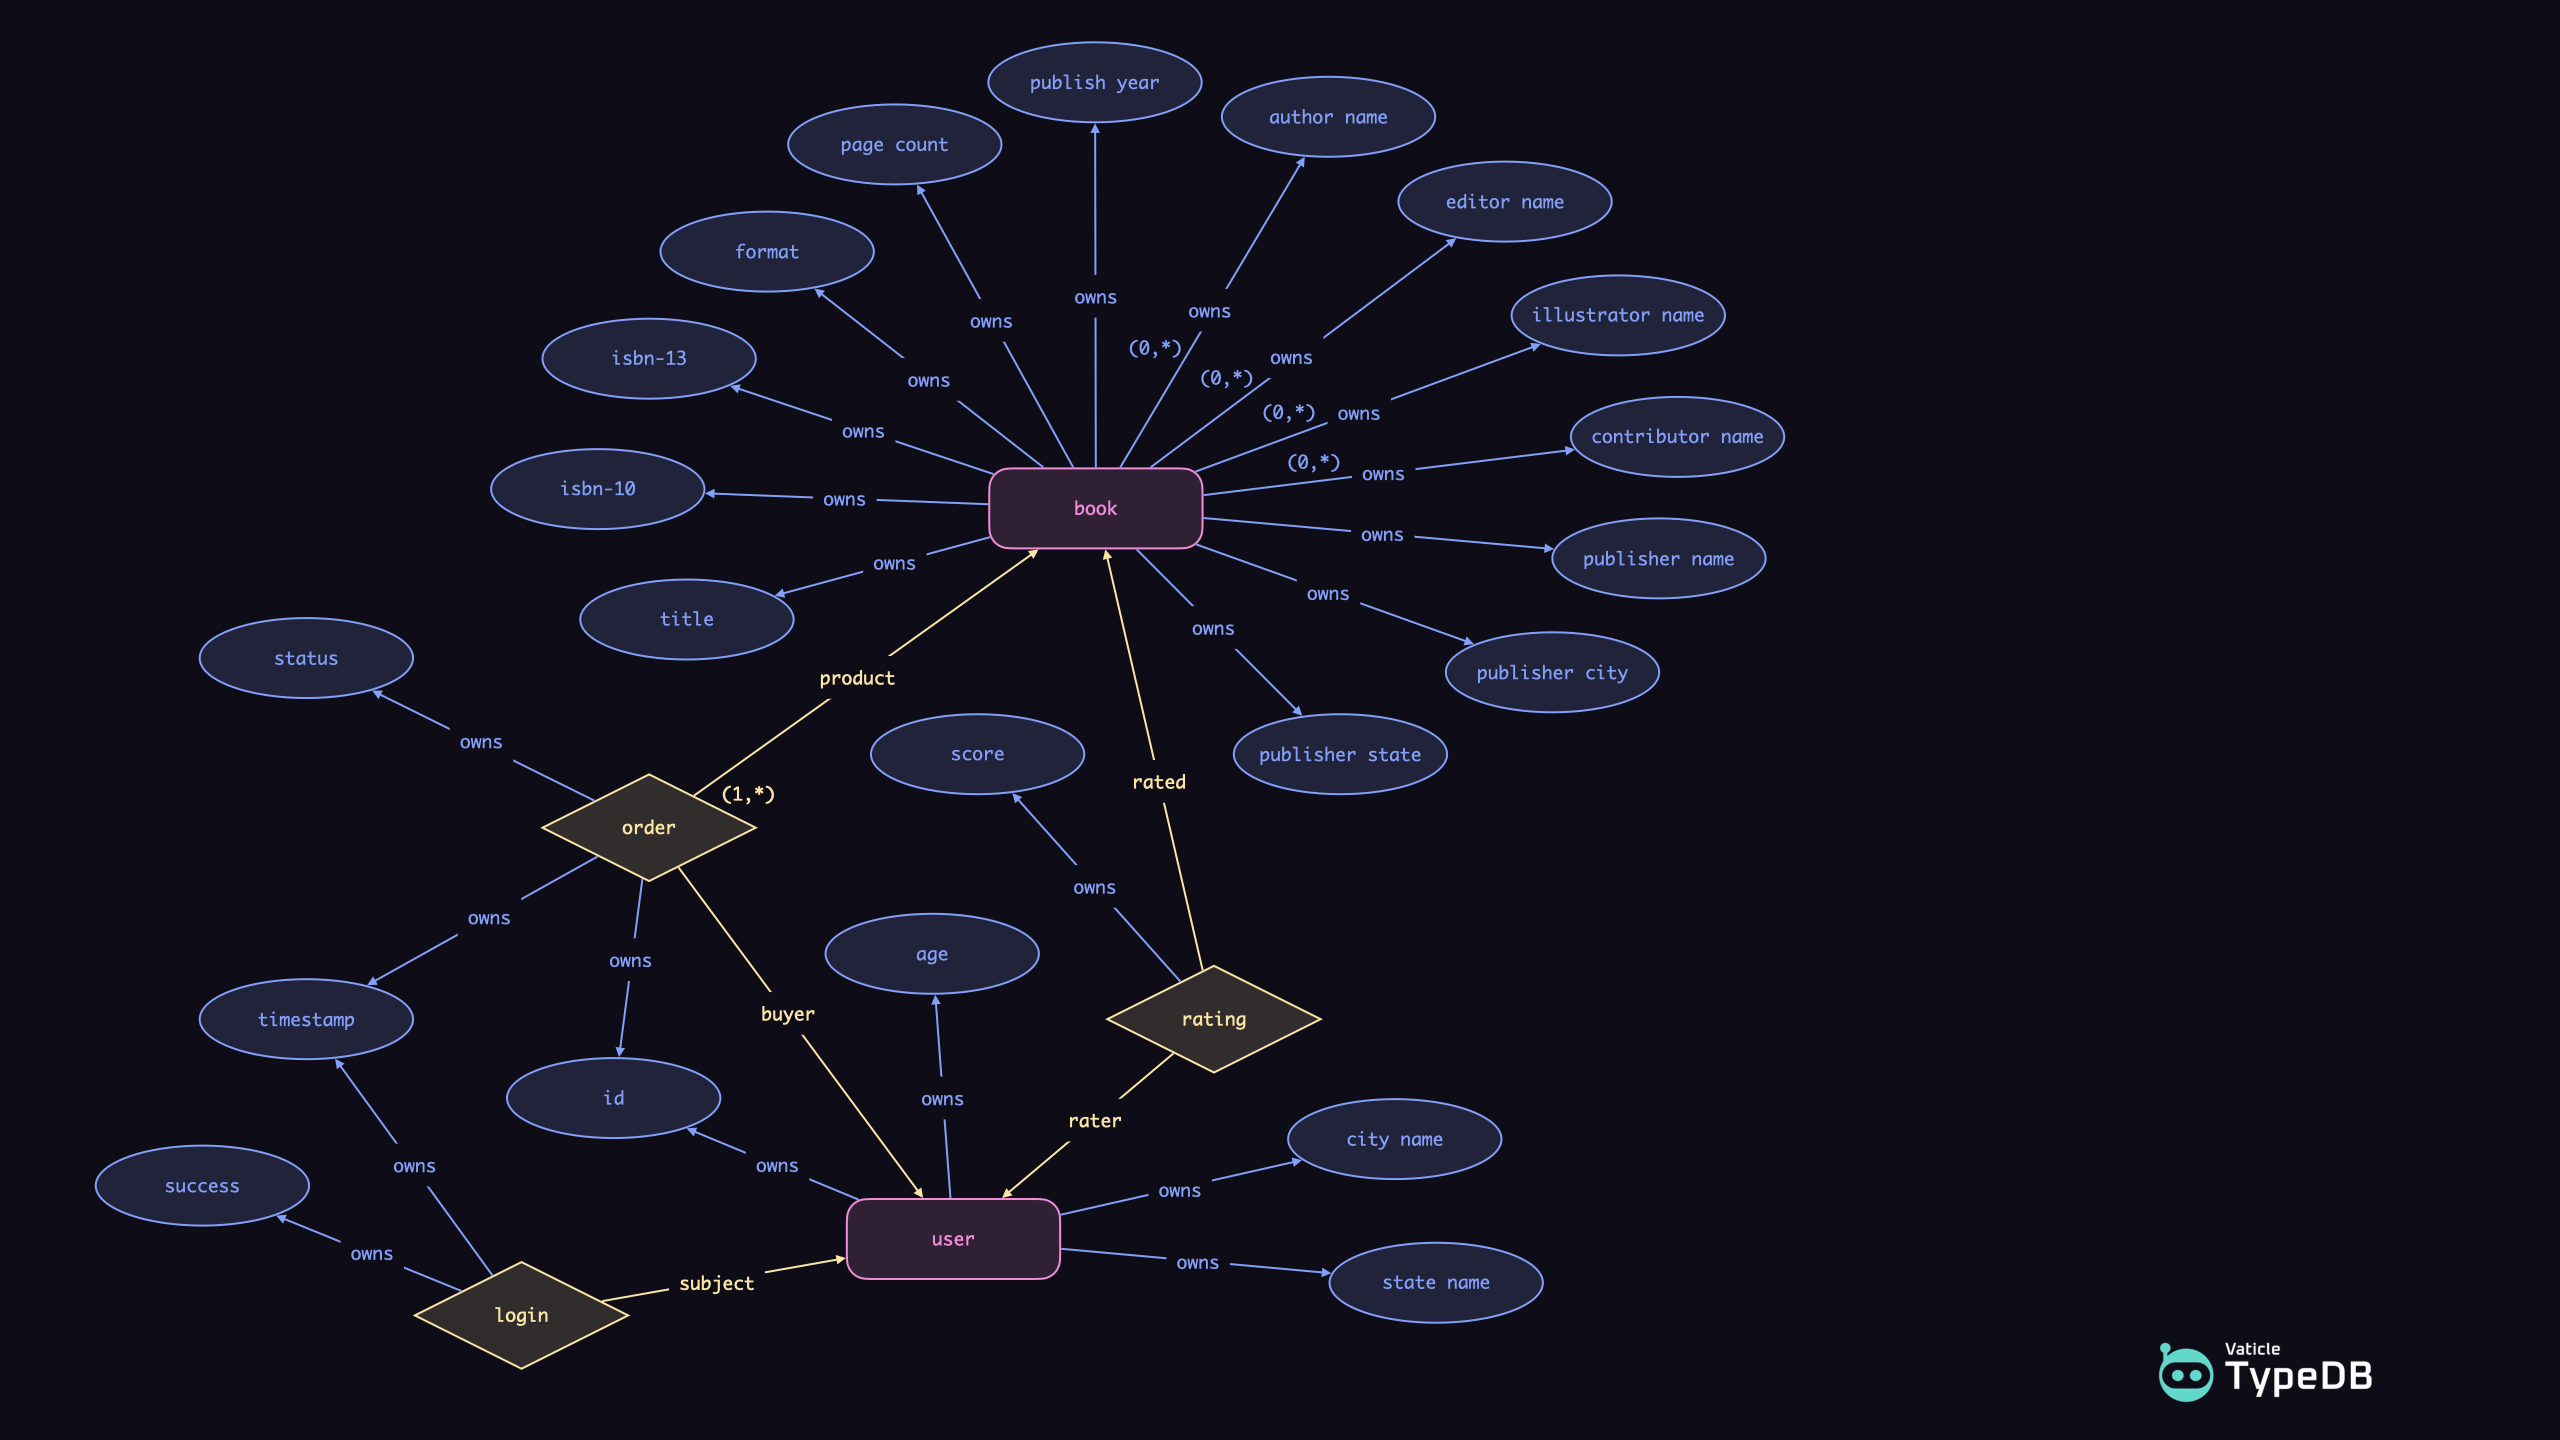 publish year
author name
page count
editor name
format
owns
illustrator name
owns
owns
(0,*)
isbn-13
owns
(0,*)
owns
(0,*)
owns
owns
contributor name
(0,*)
owns
isbn-10
owns
book
owns
publisher name
owns
owns
title
owns
status
product
publisher city
owns
score
publisher state
rated
(1,*)
order
owns
owns
age
owns
buyer
timestamp
rating
id
owns
rater
city name
owns
owns
success
owns
user
owns
owns
subject
state name
login
Vaticle
TypeDB